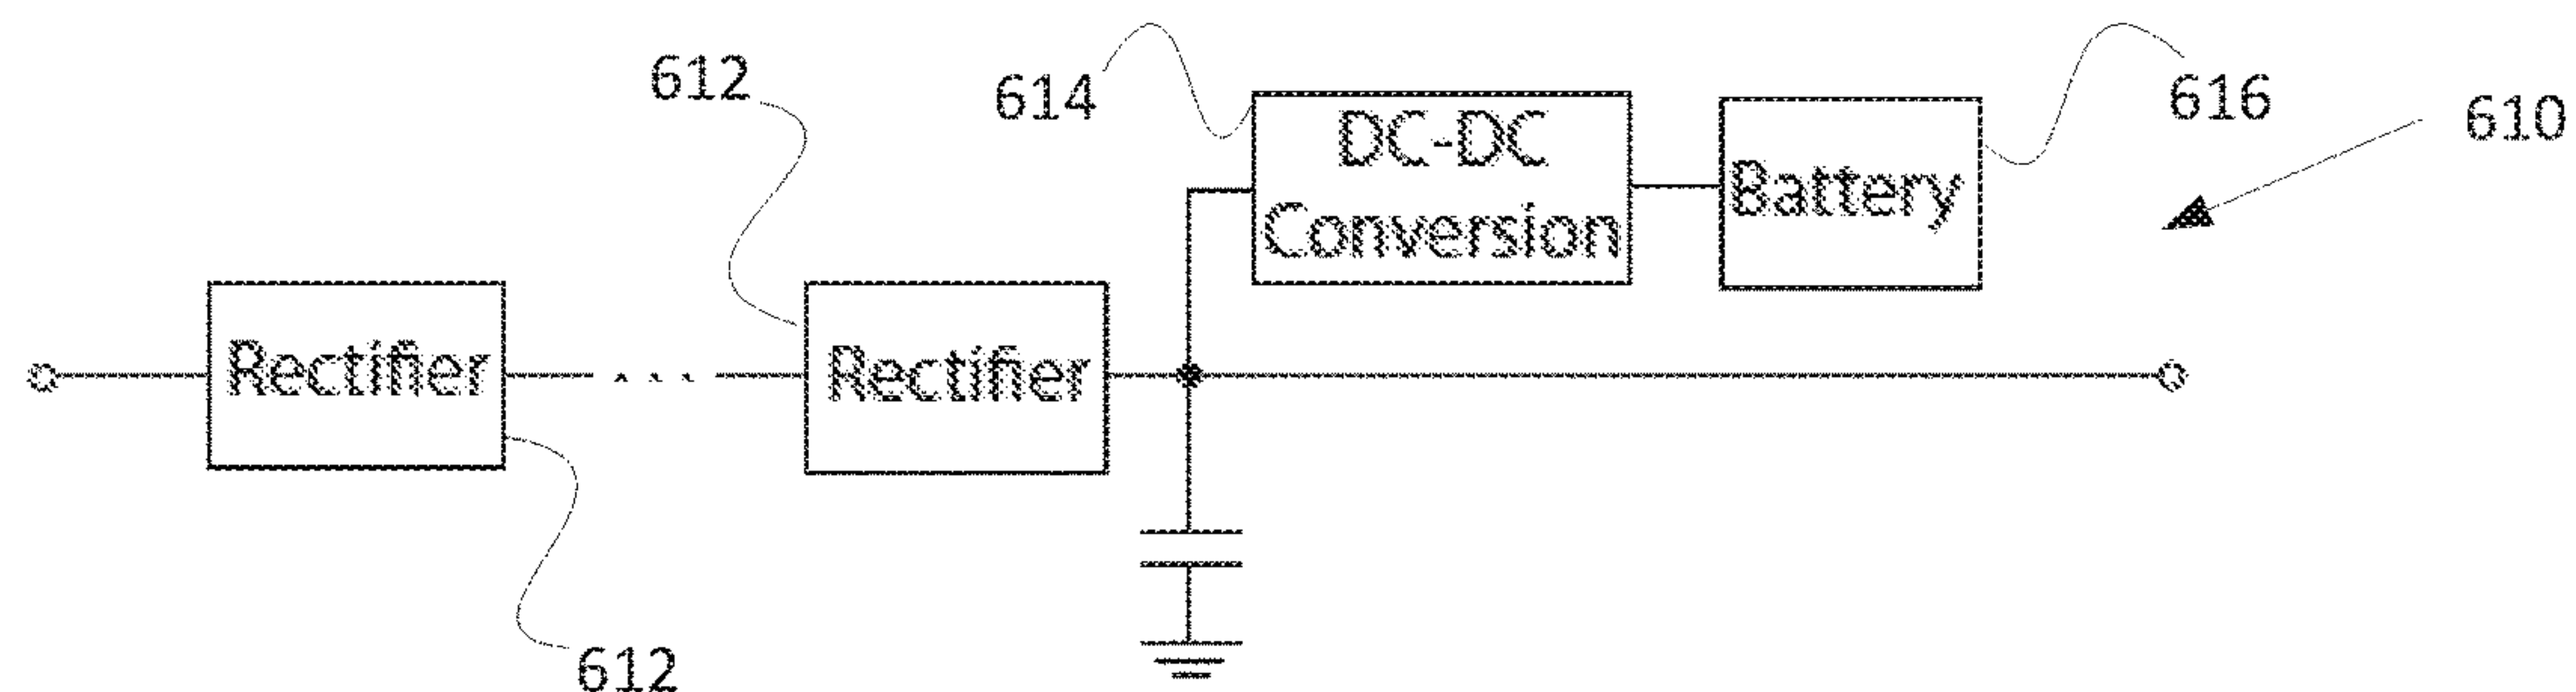 612
614
DC-DC
Conversion
Battery
616
610
Rectifier
. . .
Rectifier
612